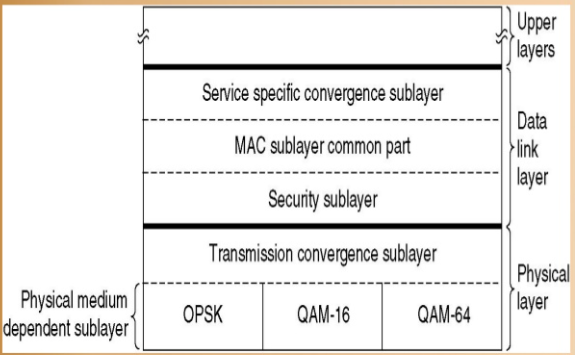 Upper
layers
Service specific convergence sublayer
MAC sublayer common part
Security sublayer
Data
link
layer
Transmission convergence sublayer
Physical
layer
Physical medium
dependent sublayer
OPSK
QAM-16
QAM-64